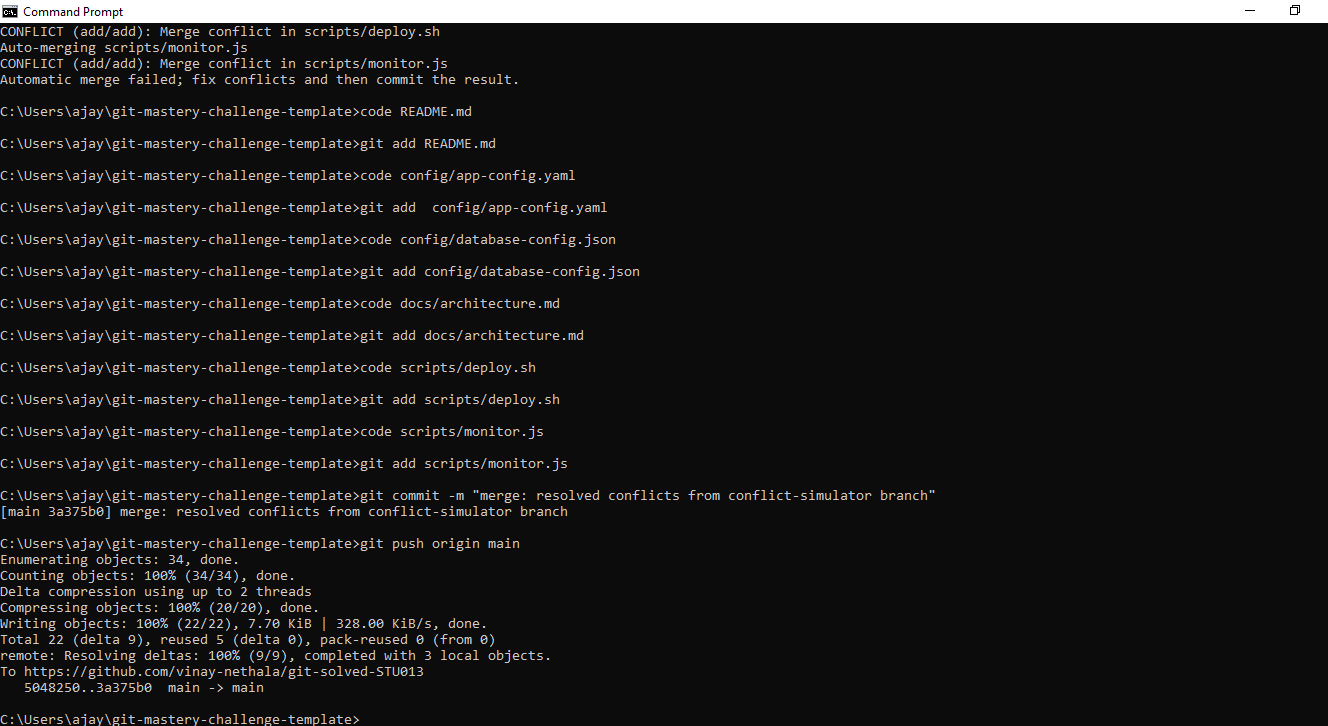 Command Prompt
CONFLICT (add/add): Merge conflict in scripts/deploy.sh
Auto-merging scripts/monitor.js
CONFLICT (add/add): Merge conflict in scripts/monitor.js
Automatic merge failed; fix conflicts and then commit the result.
C:\Users\ajay\git-mastery-challenge-template>code README.md
C:\Users\ajay\git-mastery-challenge-template>git add README.md
C:\Users\ajay\git-mastery-challenge-template>code config/app-config.yaml
C:\Users\ajay\git-mastery-challenge-template>git add  config/app-config.yaml
C:\Users\ajay\git-mastery-challenge-template>code config/database-config.json
C:\Users\ajay\git-mastery-challenge-template>git add config/database-config.json
C:\Users\ajay\git-mastery-challenge-template>code docs/architecture.md
C:\Users\ajay\git-mastery-challenge-template>git add docs/architecture.md
C:\Users\ajay\git-mastery-challenge-template>code scripts/deploy.sh
C:\Users\ajay\git-mastery-challenge-template>git add scripts/deploy.sh
C:\Users\ajay\git-mastery-challenge-template>code scripts/monitor.js
C:\Users\ajay\git-mastery-challenge-template>git add scripts/monitor.js
C:\Users\ajay\git-mastery-challenge-template>git commit -m "merge: resolved conflicts from conflict-simulator branch"
[main 3a375b0] merge: resolved conflicts from conflict-simulator branch
C:\Users\ajay\git-mastery-challenge-template>git push origin main
Enumerating objects: 34, done.
Counting objects: 100% (34/34), done.
Delta compression using up to 2 threads
Compressing objects: 100% (20/20), done.
Writing objects: 100% (22/22), 7.70 KiB | 328.00 KiB/s, done.
Total 22 (delta 9), reused 5 (delta 0), pack-reused 0 (from 0)
remote: Resolving deltas: 100% (9/9), completed with 3 local objects.
To https://github.com/vinay-nethala/git-solved-STU013
   5048250..3a375b0  main -> main
C:\Users\ajay\git-mastery-challenge-template>